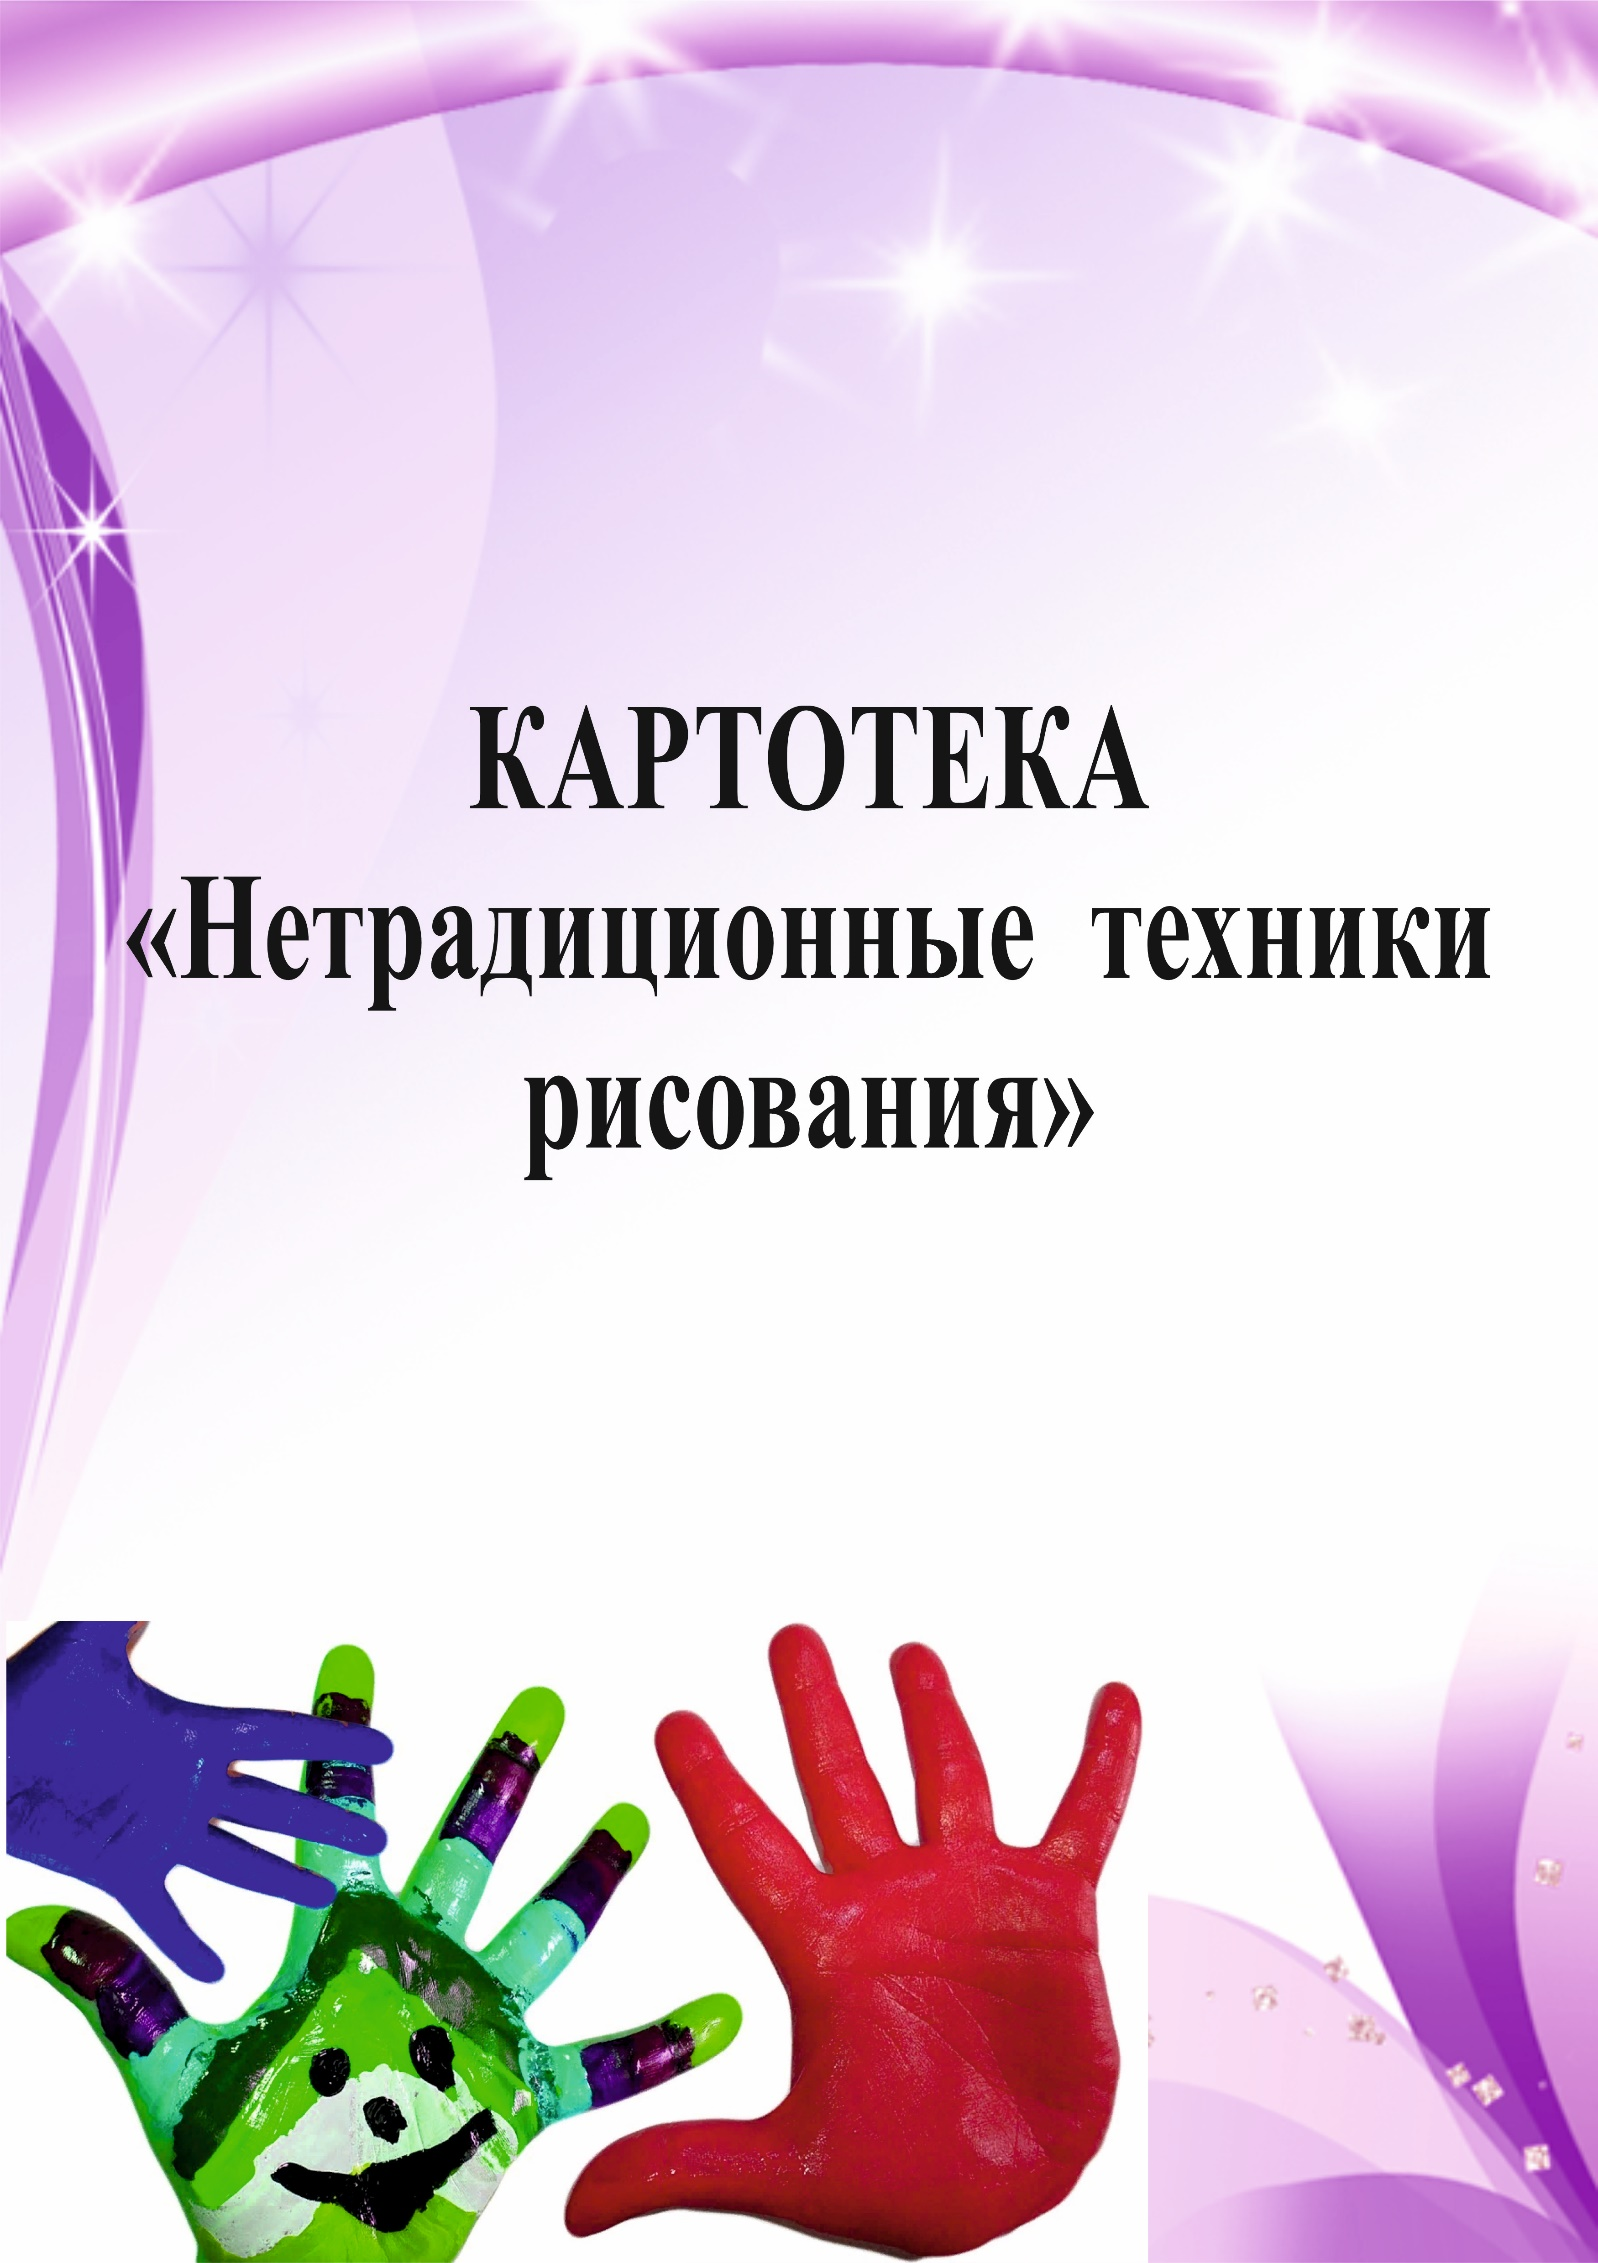 КАРТОТЕКА
«Нетрадиционные техники
рисования»